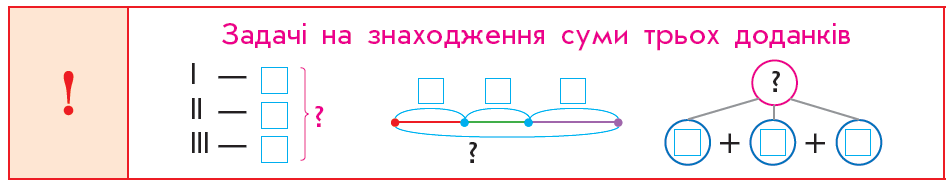 !
Задачі на знаходження суми трьох доданків
I — □
II — □
III — □
?
□ □ □
?
?
□ + □ + □